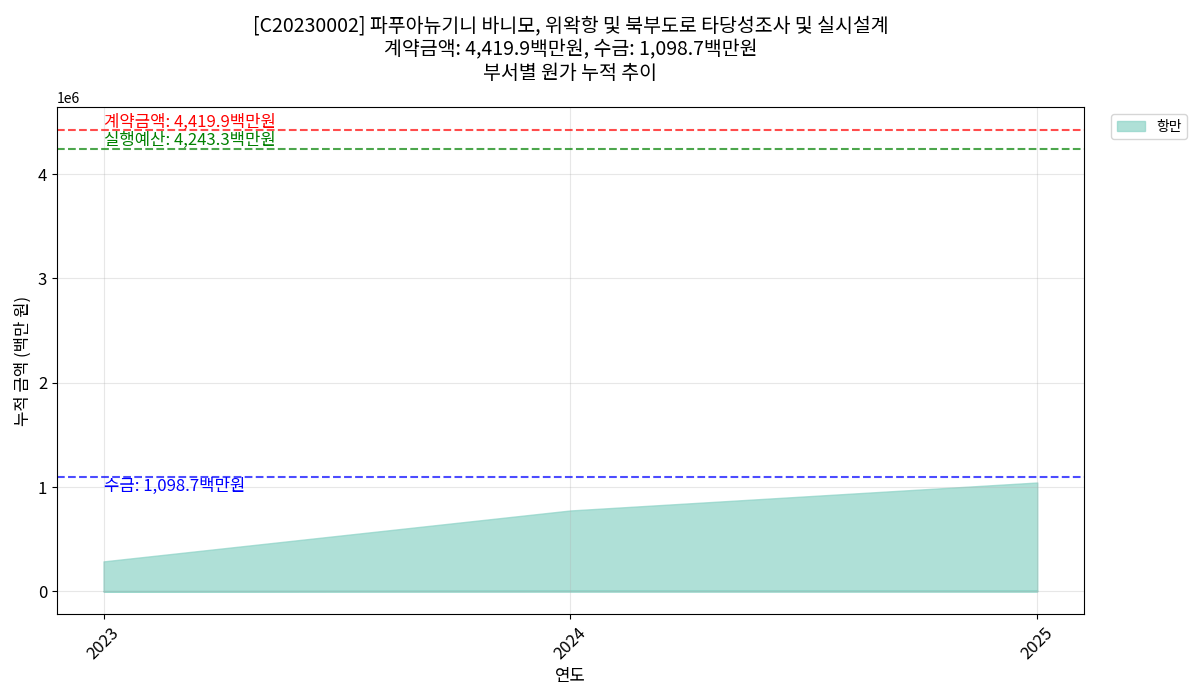 [C20230002] 파푸아뉴기니 바니모, 위왁항 및 북부도로 타당성조사 및 실시설계
계약금액: 4,419.9백만원, 수금: 1,098.7백만원
부서별 원가 누적 추이
1e6
계약금액: 4,419.9백만원
실행예산: 4,243.3백만원
수금: 1,098.7백만원
항만
누적 금액 (백만 원)
4
3
2
1
0
2023
2024
2025
연도